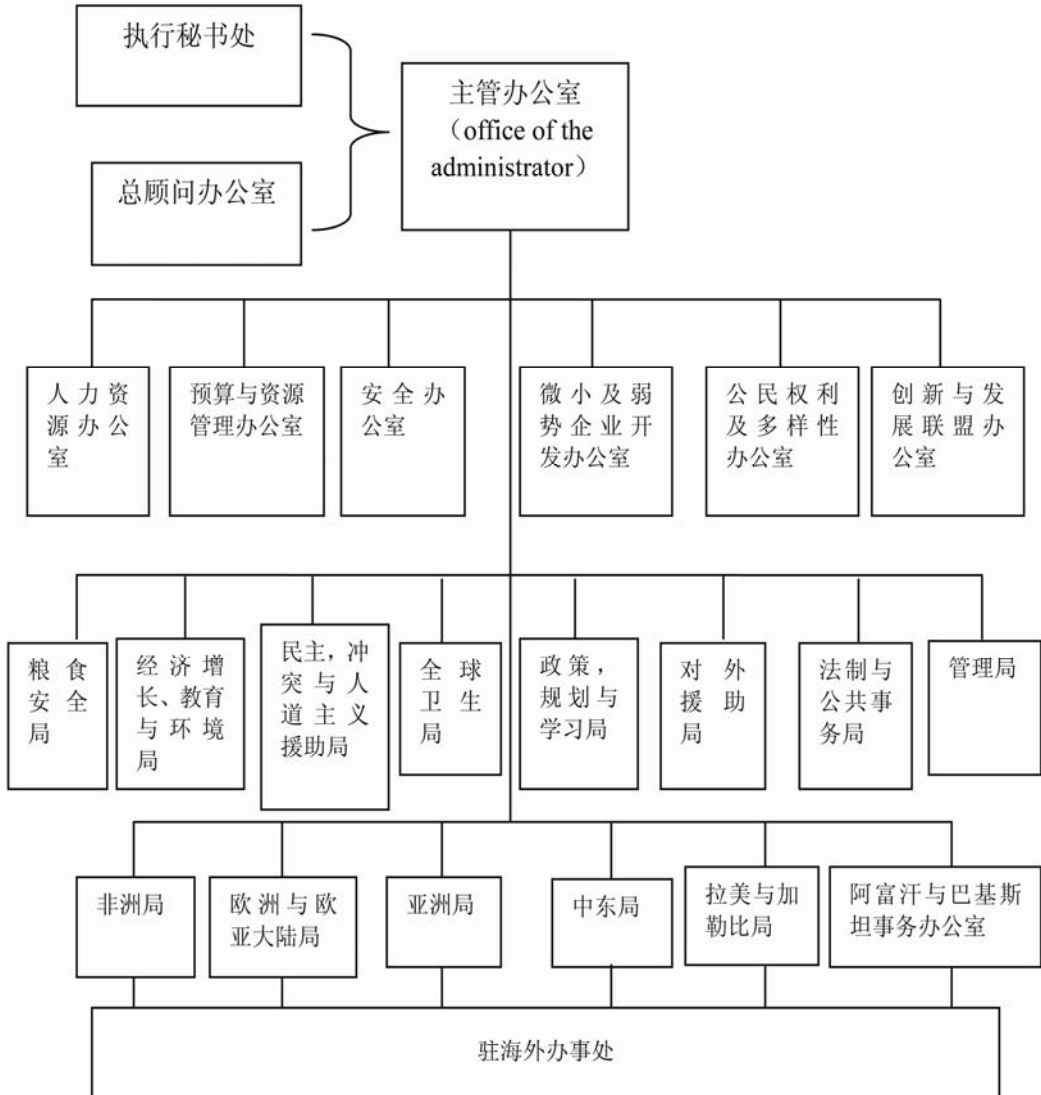 执行秘书处
总顾问办公室
主管办公室
（office of the
administrator）
人力资
源办公
室
预算与资源
管理办公室
安全办
公室
微小及弱
势企业开
发办公室
公民权利
及多样性
办公室
创新与发
展联盟办
公室
粮食
安全
局
经济增
长、教育
与环境
局
民主，冲
突与人
道主义
援助局
全球
卫生
局
政策，
规划与
学习局
对外
援助
局
法制与
公共事
务局
管理局
非洲局
欧洲与欧
亚大陆局
亚洲局
中东局
拉美与加
勒比局
阿富汗与巴基斯
坦事务办公室
驻海外办事处